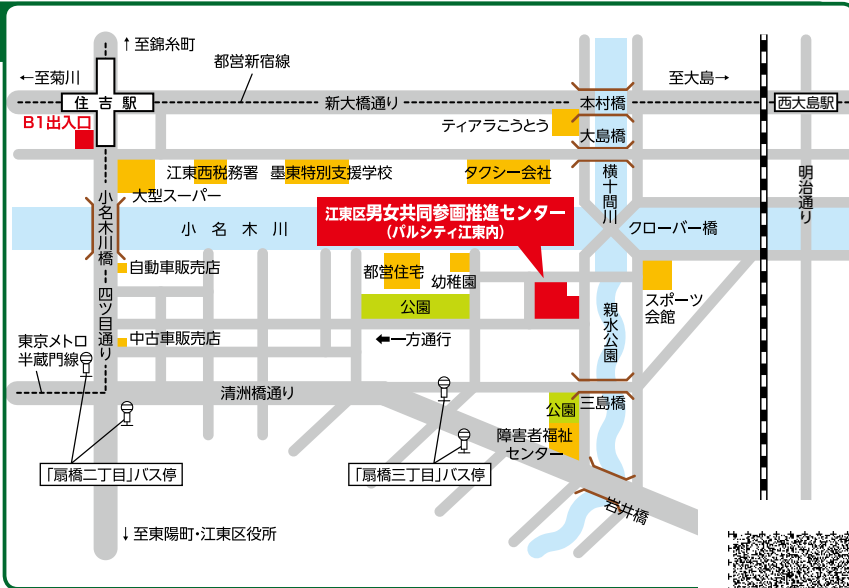 ↑至錦糸町
←至菊川
都営新宿線
至大島→
住吉駅
新大橋通り
本村橋
西大島駅
B1出入口
ティアラこうとう
大島橋
江東西税務署
墨東特別支援学校
タクシー会社
横十間川
明治通り
大型スーパー
小名木川橋
小名木川
江東区男女共同参画推進センター
(パルシティ江東内)
クローバー橋
自動車販売店
都営住宅
幼稚園
スポーツ
会館
四ツ目通り
公園
親水公園
東京メトロ
半蔵門線
中古車販売店
←一方通行
清洲橋通り
公園
三島橋
障害者福祉
センター
「扇橋二丁目」バス停
「扇橋三丁目」バス停
岩井橋
↓至東陽町・江東区役所